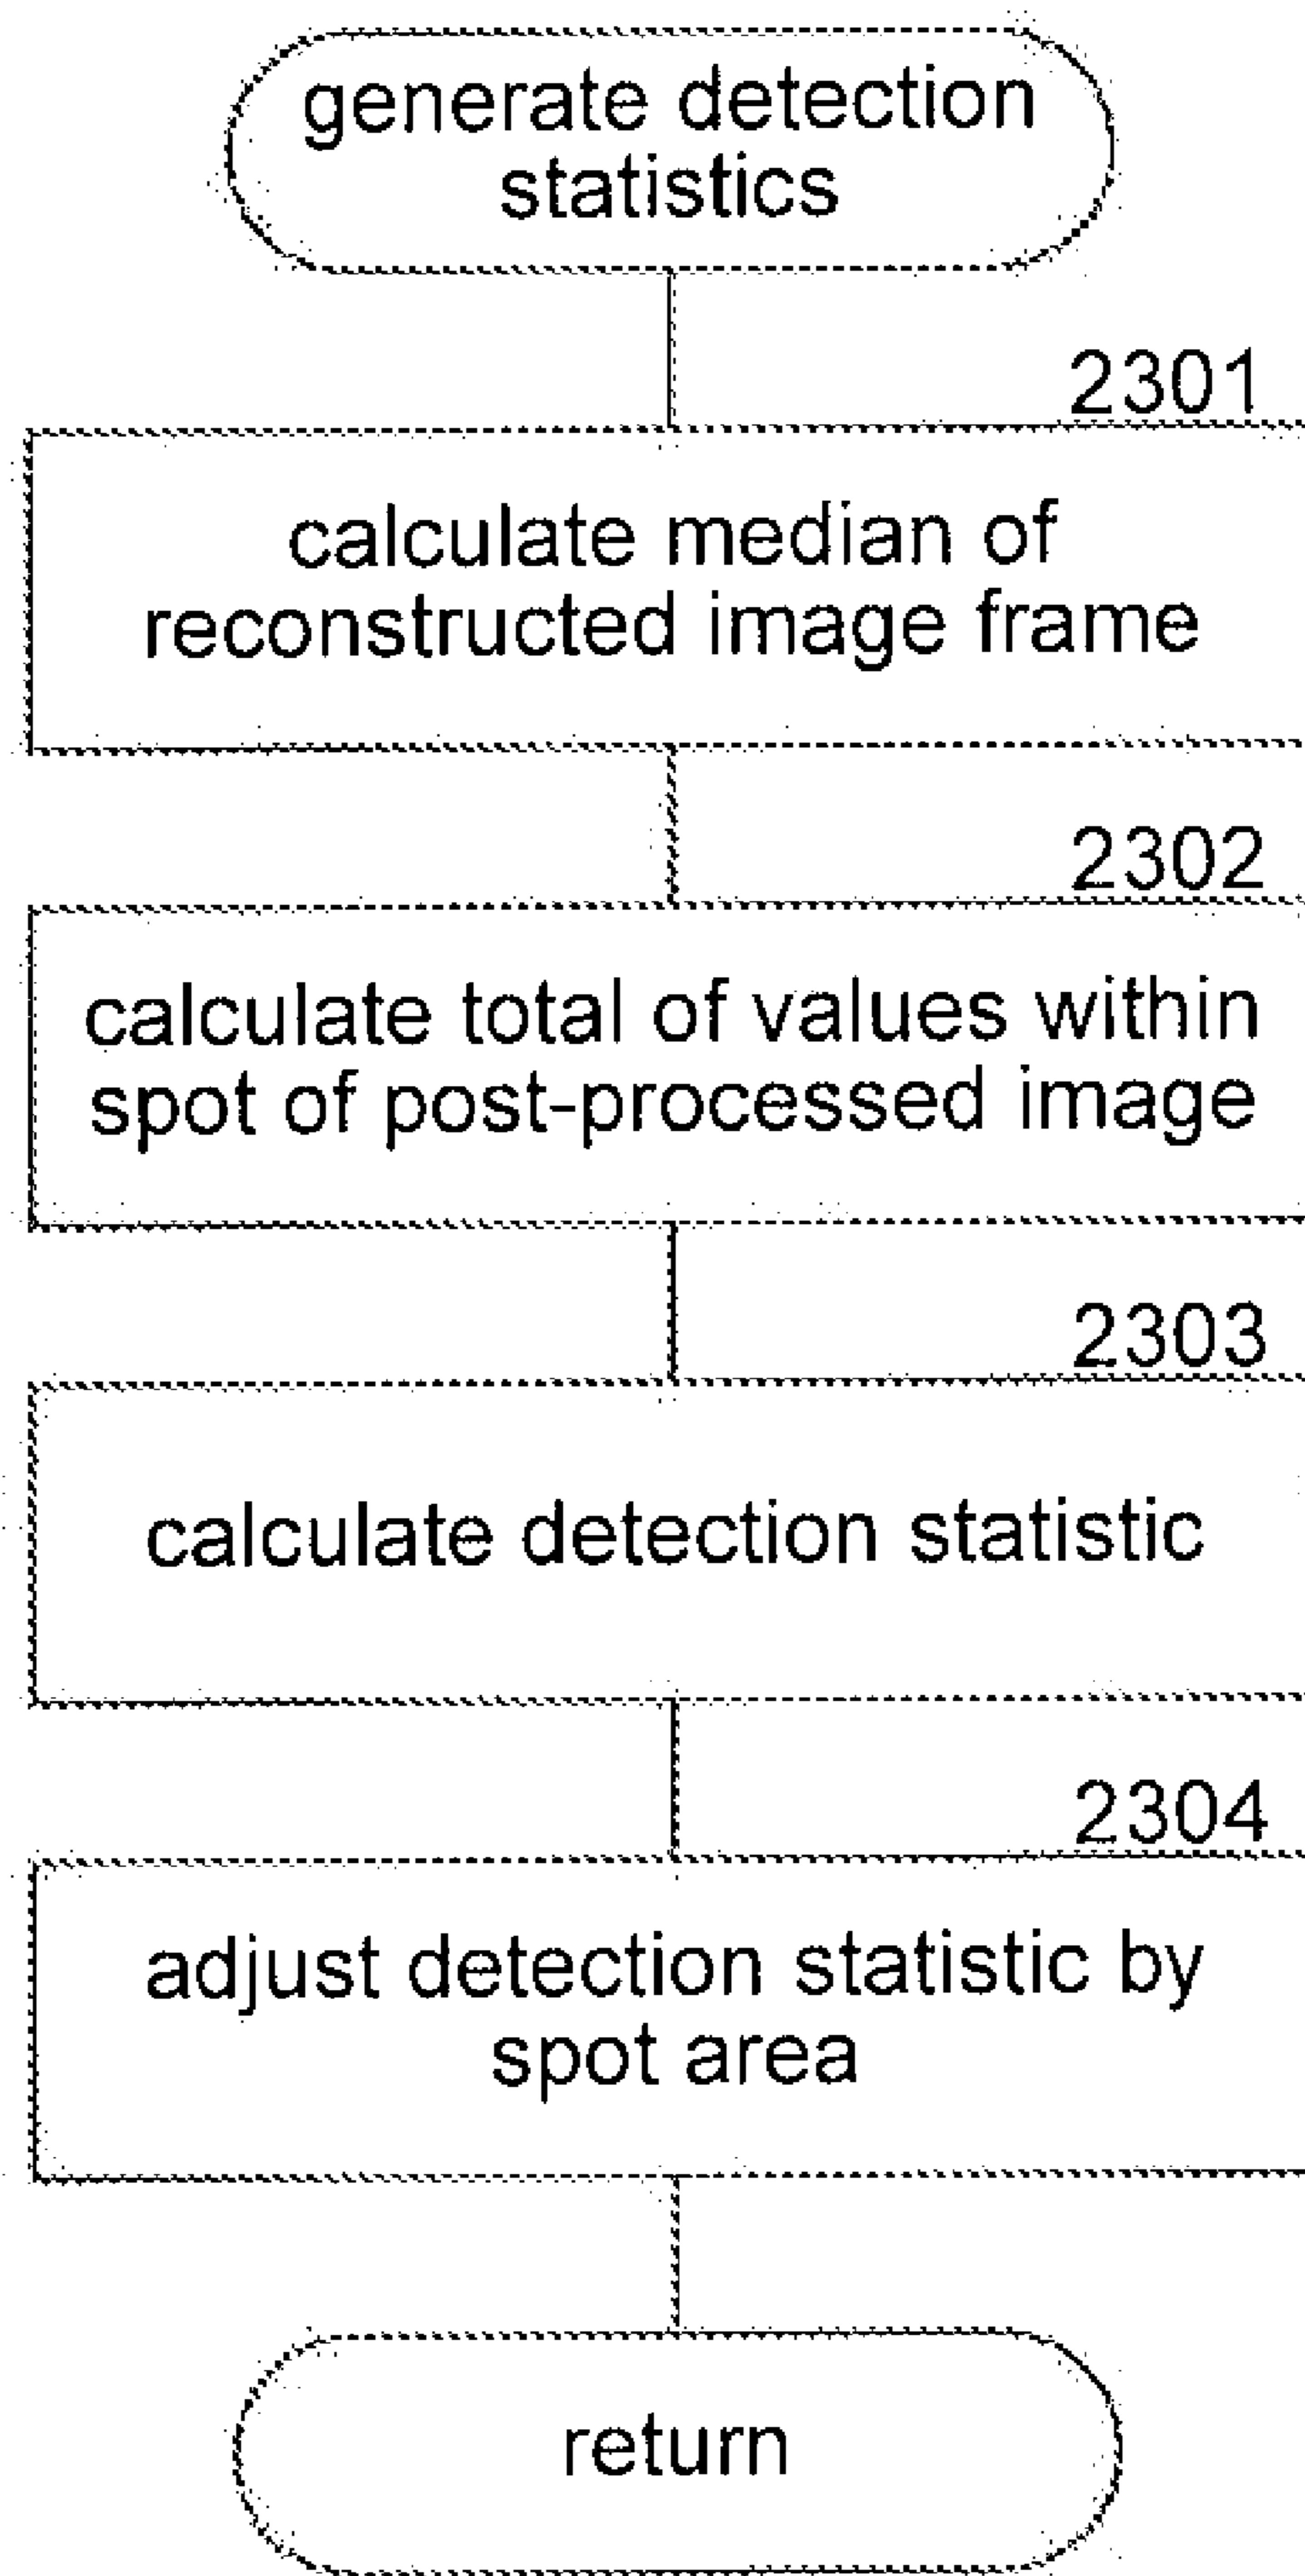 generate detection
statistics
2301
calculate median of
reconstructed image frame
2302
calculate total of values within
spot of post-processed image
2303
calculate detection statistic
2304
adjust detection statistic by
spot area
return